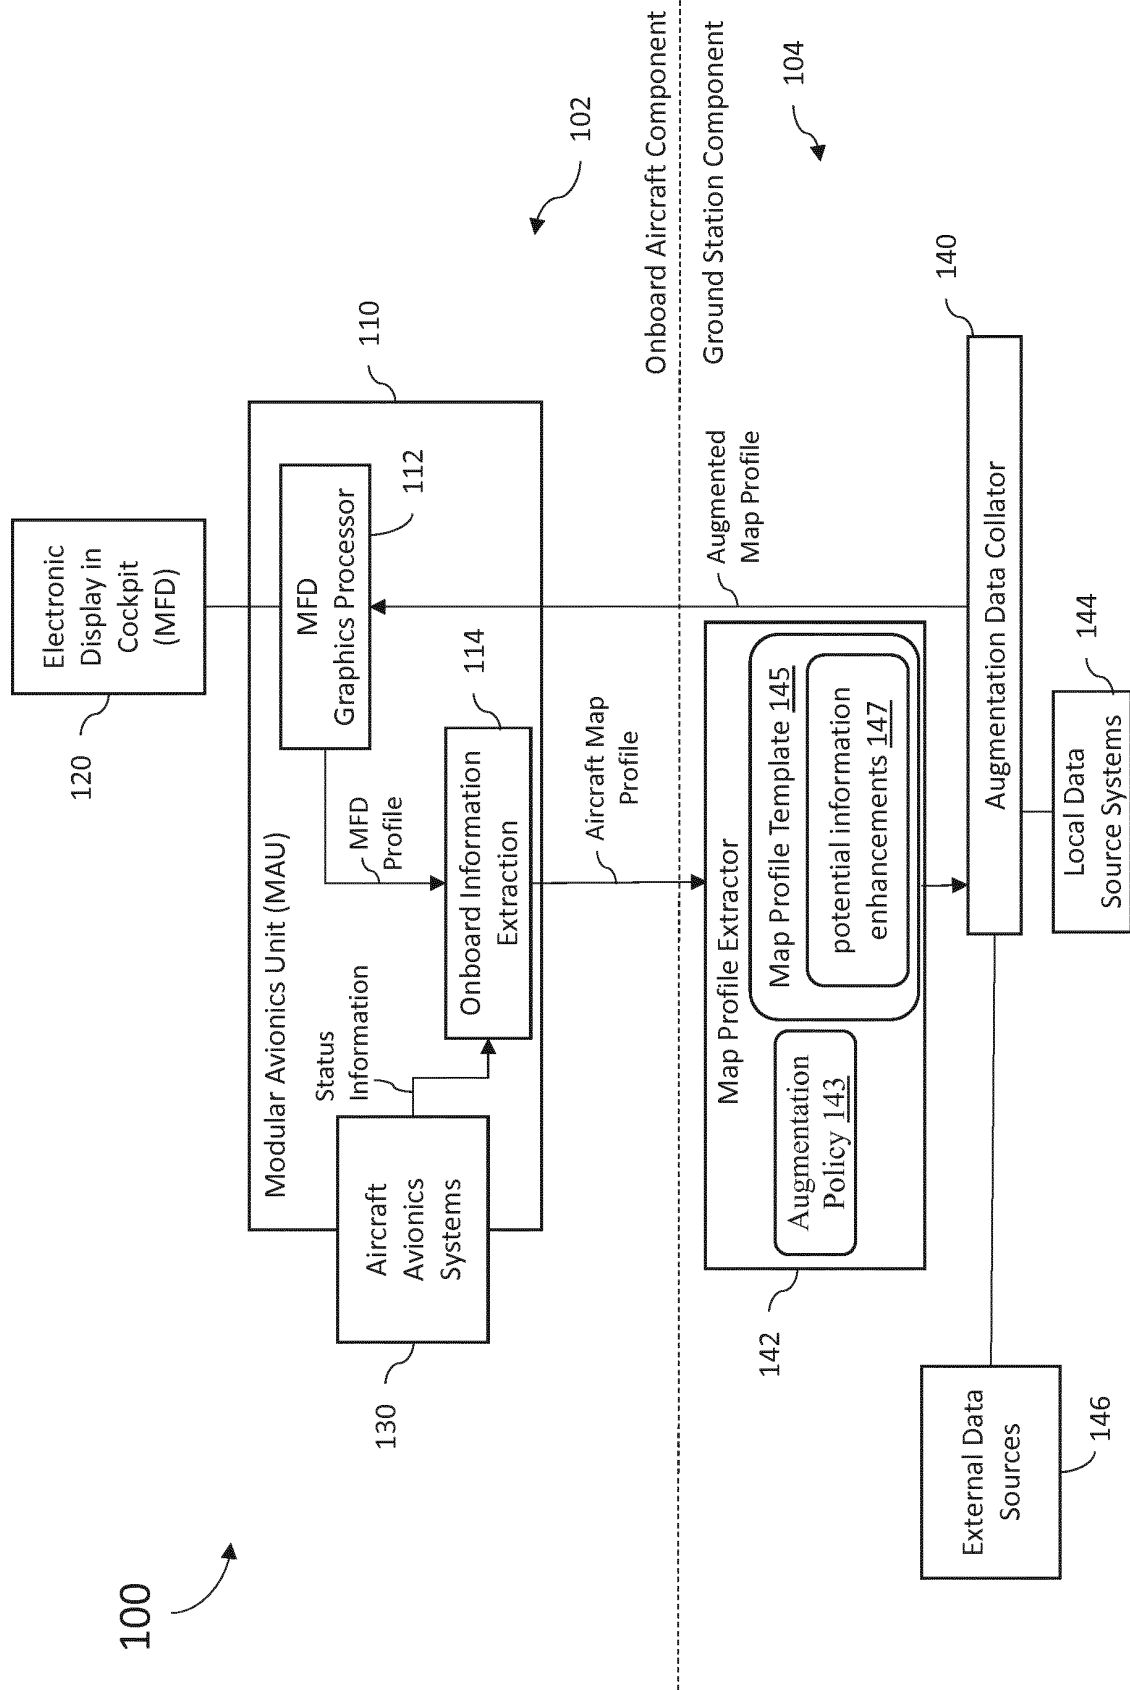 100
Electronic
Display in
Cockpit
(MFD)
120
Modular Avionics Unit (MAU)
110
MFD
Graphics Processor
112
MFD
Profile
Onboard Information
Extraction
114
Status
Information
Aircraft
Avionics
Systems
130
102
Aircraft Map
Profile
Augmented
Map Profile
Onboard Aircraft Component
Ground Station Component
104
Map Profile Extractor
Augmentation
Policy 143
Map Profile Template 145
potential information
enhancements 147
142
Augmentation Data Collator
140
Local Data
Source Systems
144
External Data
Sources
146